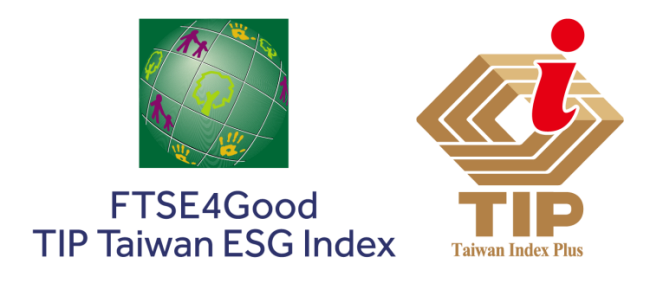 FTSE4Good
TIP Taiwan ESG Index
i
TIP
Taiwan Index Plus